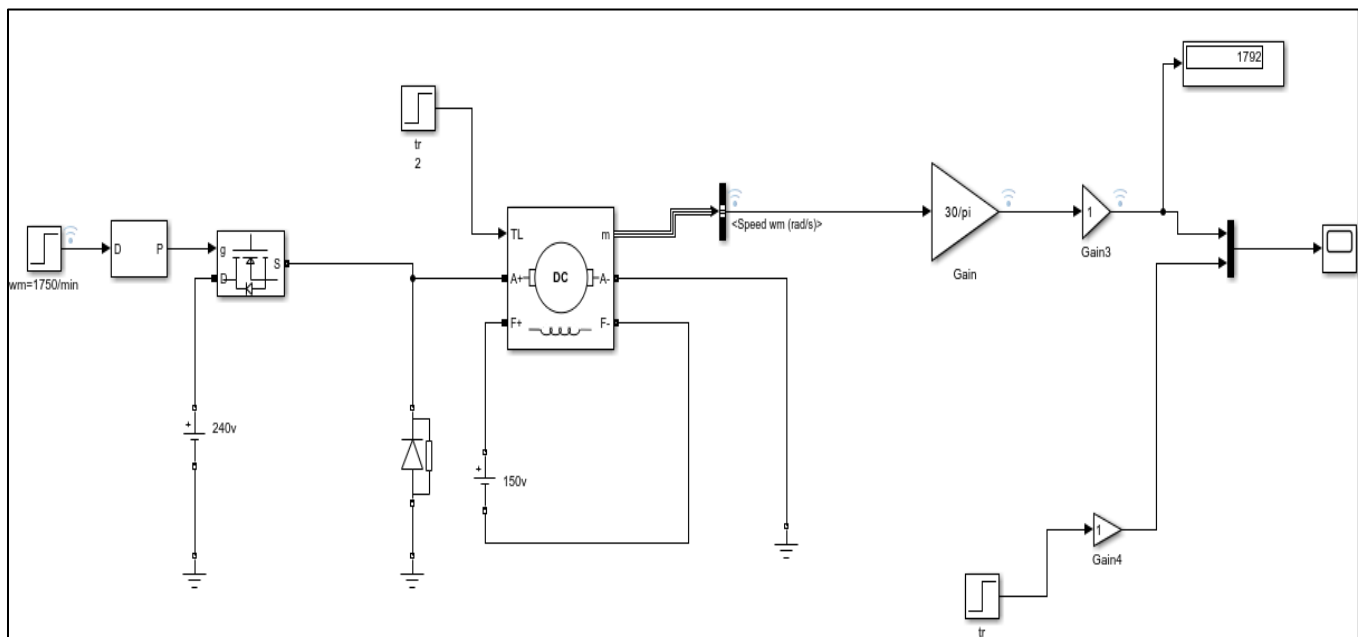 1792
tr
2
TL
m
<Speed wm (rad/s)>
30/pi
Gain
1
Gain3
wm=1750/min
D
P
g
D
S
A+
DC
A-
F+
F-
+
240v
+
150v
1
Gain4
tr